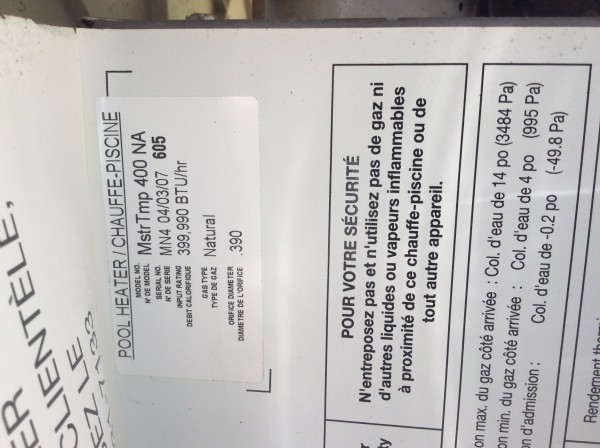 POOL HEATER / CHAUFFE-PISCINE
MODEL NO.
N° DE MODEL
MstrTmp 400 NA
SERIAL NO.
N° DE SERIE
MN4 04/03/07 605
INPUT RATING
DEBIT CALORIFIQUE
399,990 BTU/hr
GAS TYPE
TYPE DE GAZ
Natural
ORIFICE DIAMETER
DIAMETRE DE L'ORIFICE
.390
POUR VOTRE SÉCURITÉ
N'entreposez pas et n'utilisez pas de gaz ni
d'autres liquides ou vapeurs inflammables
à proximité de ce chauffe-piscine ou de
tout autre appareil.
on max. du gaz côté arrivée : Col. d'eau de 14 po (3484 Pa)
on min. du gaz côté arrivée : Col. d'eau de 4 po (995 Pa)
n d'admission : Col. d'eau de -0.2 po (-49.8 Pa)
Rendement
ER
CLIENTÈLE,
LE